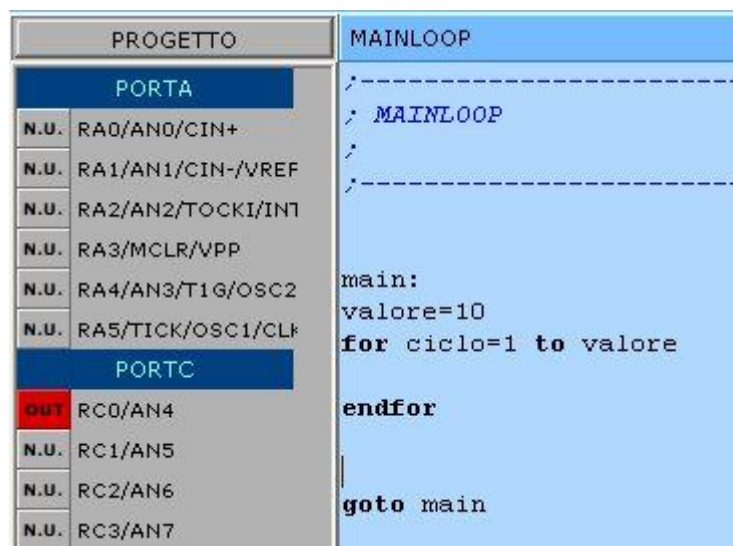 PROGETTO
PORTA
N.U. RA0/AN0/CIN+
N.U. RA1/AN1/CIN-/VREF
N.U. RA2/AN2/TOCKI/INT
N.U. RA3/MCLR/VPP
N.U. RA4/AN3/T1G/OSC2
N.U. RA5/TICK/OSC1/CLK
PORTC
OUT RC0/AN4
N.U. RC1/AN5
N.U. RC2/AN6
N.U. RC3/AN7
MAINLOOP
;-------------------------
; MAINLOOP
;
;-------------------------
main:
valore=10
for ciclo=1 to valore
endfor
goto main